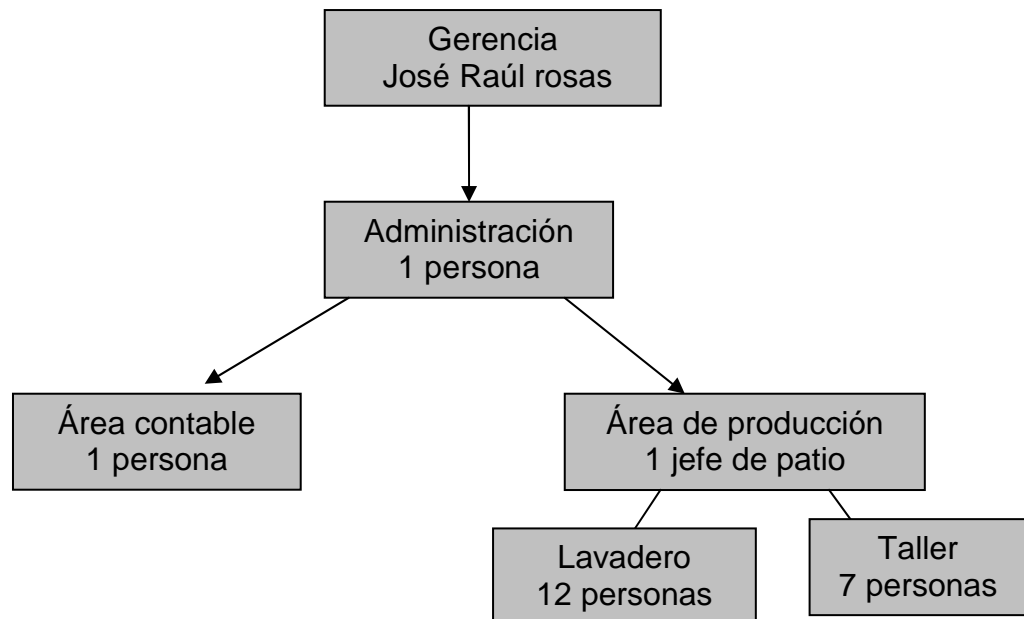 Gerencia
José Raúl rosas
Administración
1 persona
Área contable
1 persona
Área de producción
1 jefe de patio
Lavadero
12 personas
Taller
7 personas